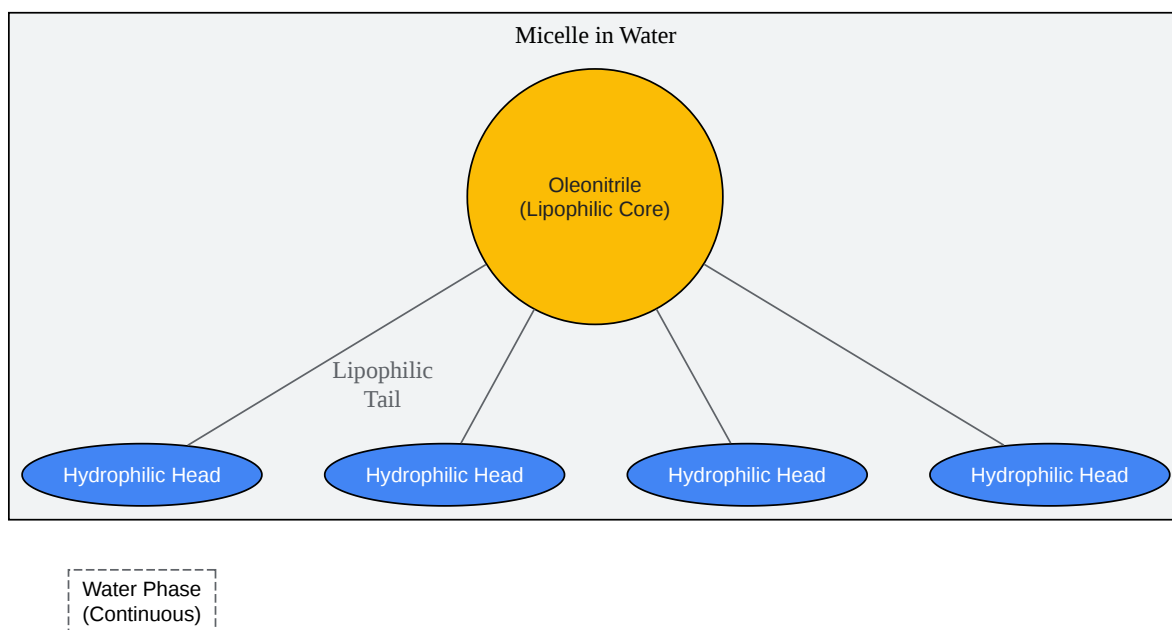 Micelle in Water
Oleonitrile
(Lipophilic Core)
Lipophilic
Tail
Hydrophilic Head
Hydrophilic Head
Hydrophilic Head
Hydrophilic Head
Water Phase
(Continuous)